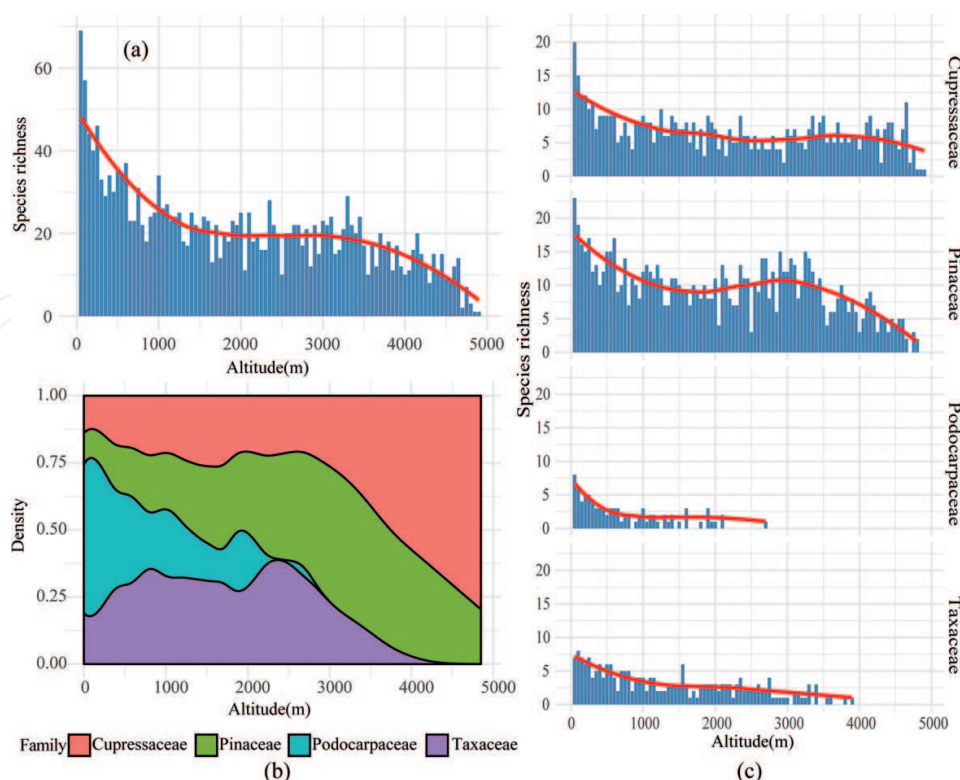 (a)
Species richness
60
40
20
0
0 1000 2000 3000 4000 5000
Altitude(m)
Density
1.00
0.75
0.50
0.25
0.00
0 1000 2000 3000 4000 5000
Altitude(m)
Family Cupressaceae Pinaceae Podocarpaceae Taxaceae
(b)
Species richness
20
15
10
5
0
Cupressaceae
20
15
10
5
0
Pinaceae
20
15
10
5
0
Podocarpaceae
20
15
10
5
0
Taxaceae
0 1000 2000 3000 4000 5000
Altitude(m)
(c)